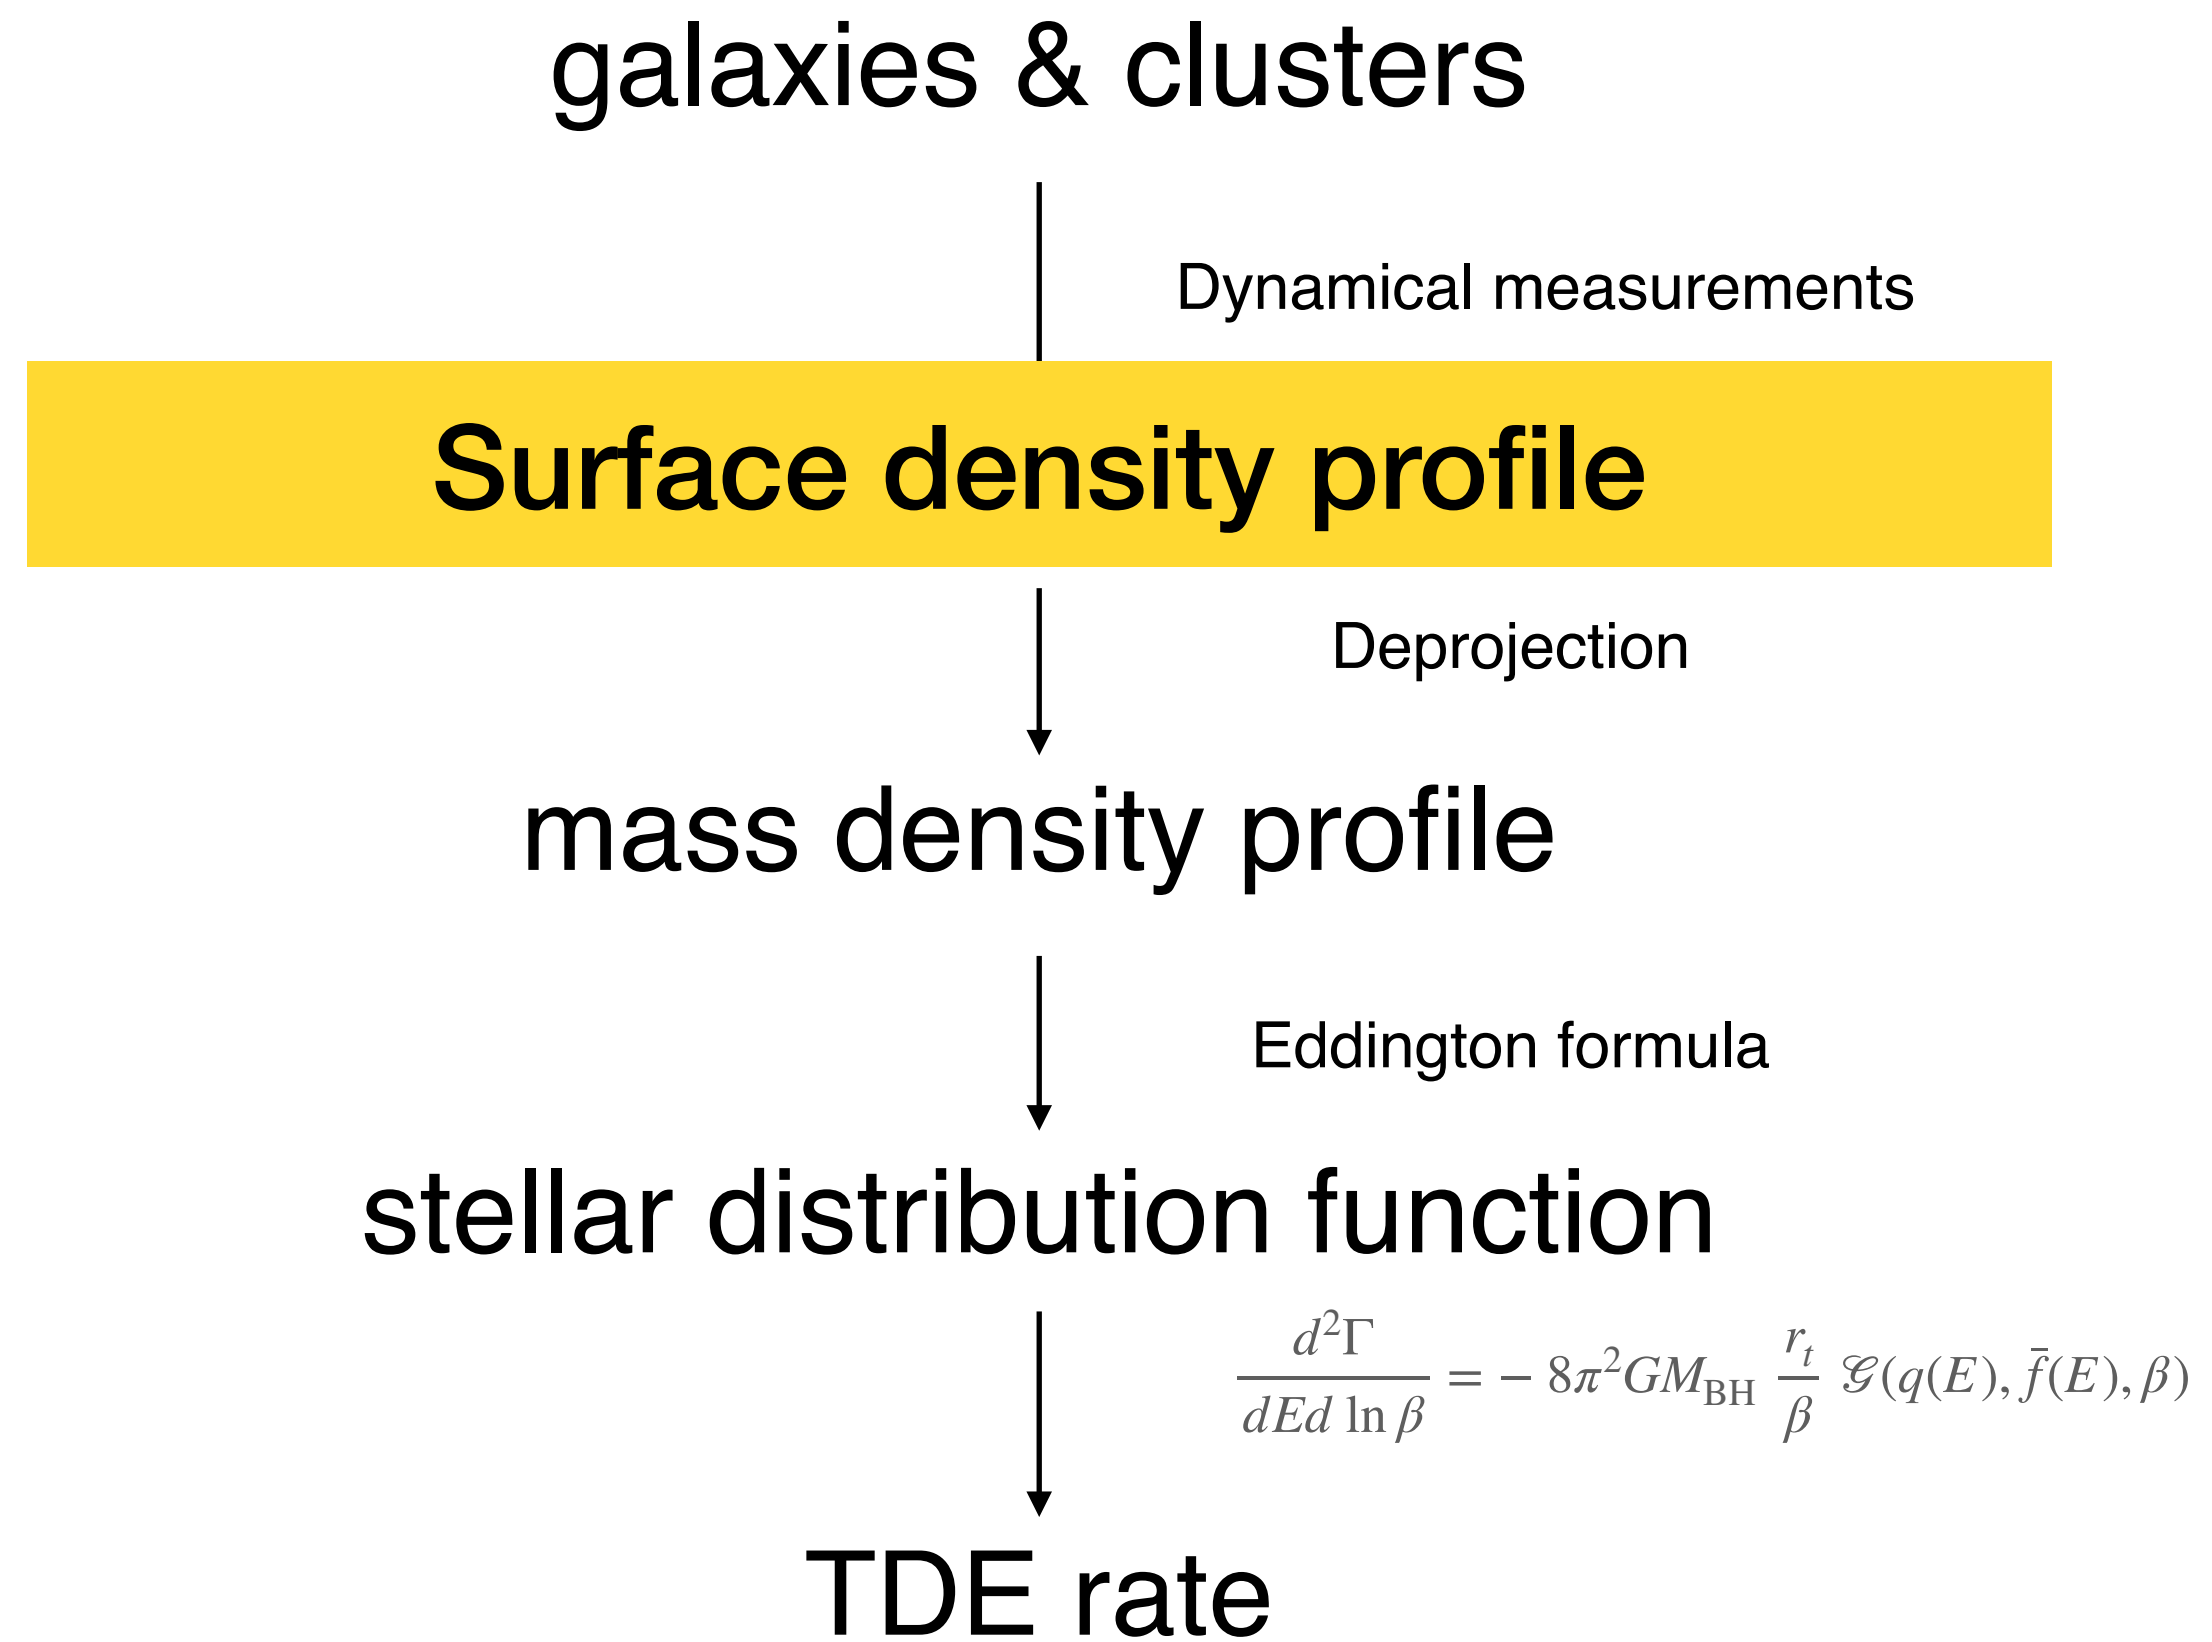 galaxies & clusters
Dynamical measurements
Surface density profile
Deprojection
mass density profile
Eddington formula
stellar distribution function
d²Γ / dEd ln β = − 8π²GM_BH r_t / β 𝒢(q(E), f̄(E), β)
TDE rate